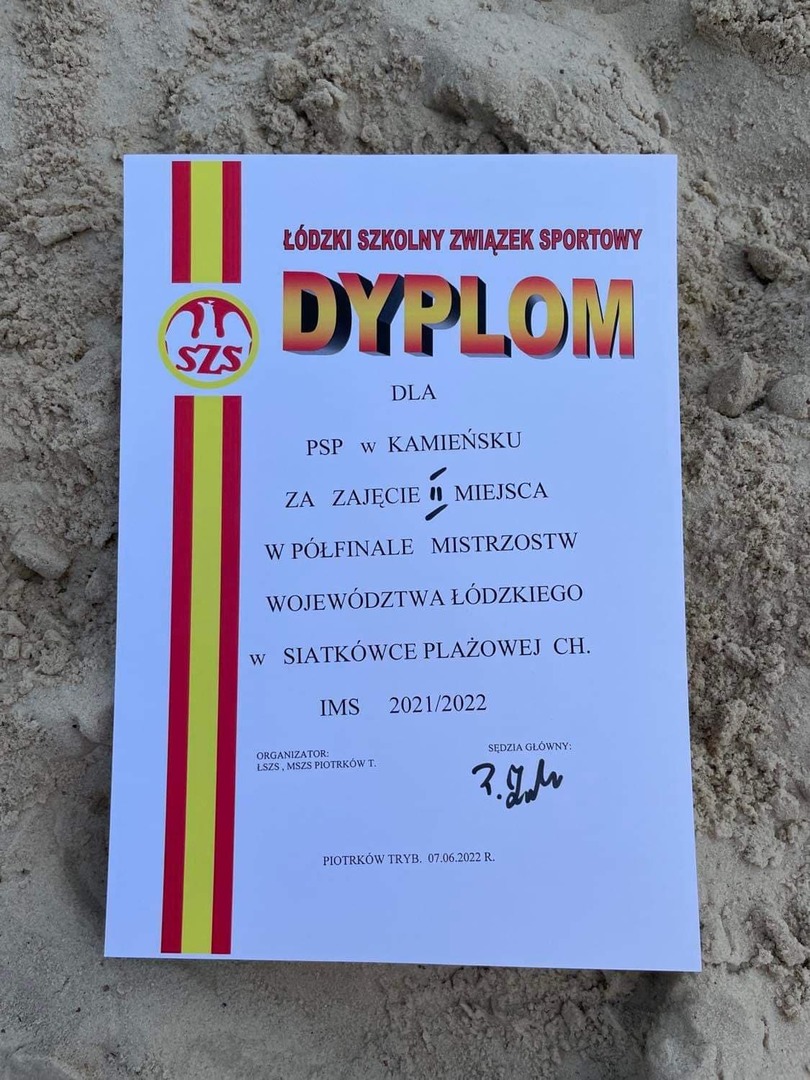 ŁÓDZKI SZKOLNY ZWIĄZEK SPORTOWY
DYPLOM
SZS
DLA
PSP w KAMIEŃSKU
ZA ZAJĘCIE II MIEJSCA
W PÓŁFINALE MISTRZOSTW
WOJEWÓDZTWA ŁÓDZKIEGO
w SIATKÓWCE PLAŻOWEJ CH.
IMS 2021/2022
ORGANIZATOR:
ŁSZS , MSZS PIOTRKÓW T.
SĘDZIA GŁÓWNY:
PIOTRKÓW TRYB. 07.06.2022 R.